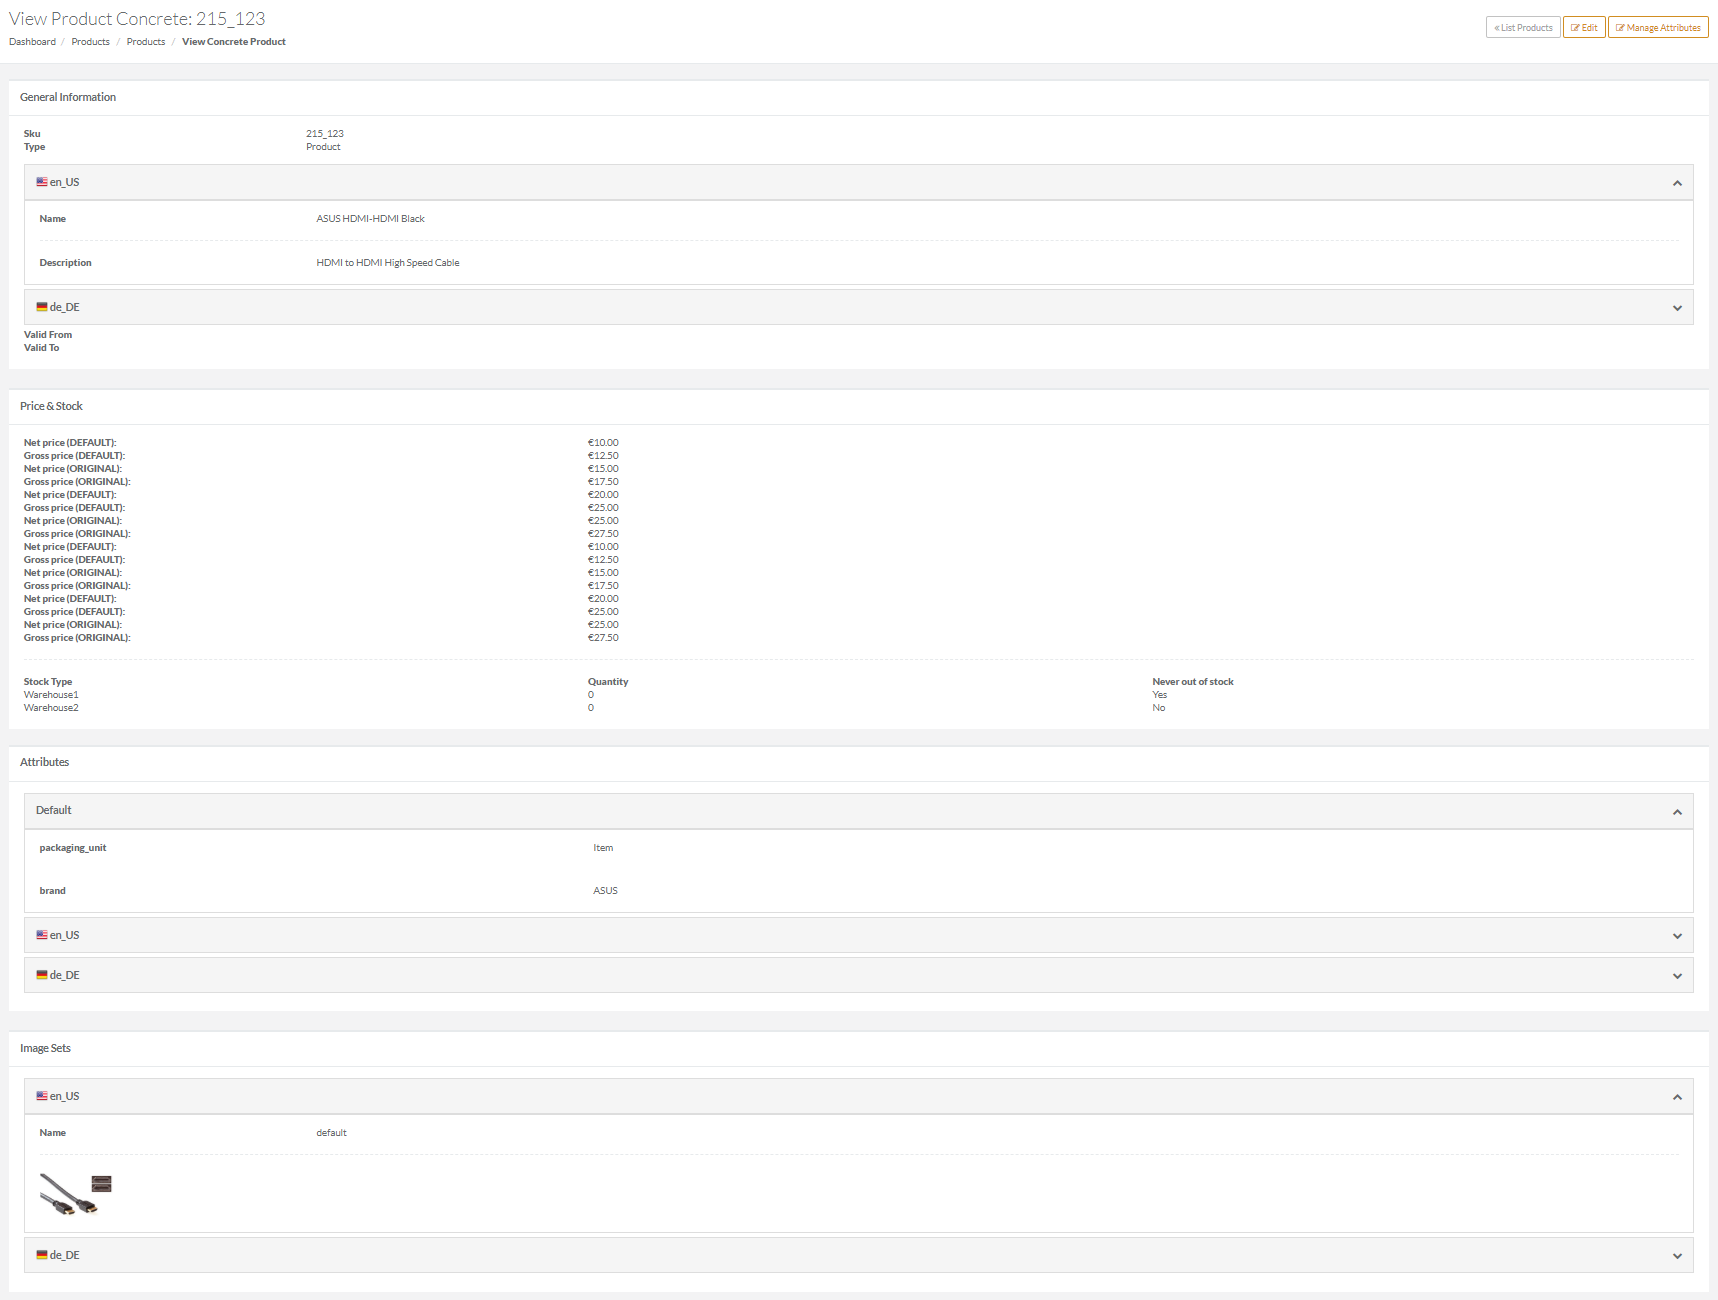 View Product Concrete: 215_123
Dashboard / Products / Products / View Concrete Product
« List Products Edit Manage Attributes
General Information
Sku 215_123
Type Product
en_US
Name ASUS HDMI-HDMI Black
Description HDMI to HDMI High Speed Cable
de_DE
Valid From
Valid To
Price & Stock
Net price (DEFAULT): €10.00
Gross price (DEFAULT): €12.50
Net price (ORIGINAL): €15.00
Gross price (ORIGINAL): €17.50
Net price (DEFAULT): €20.00
Gross price (DEFAULT): €25.00
Net price (ORIGINAL): €25.00
Gross price (ORIGINAL): €27.50
Net price (DEFAULT): €10.00
Gross price (DEFAULT): €12.50
Net price (ORIGINAL): €15.00
Gross price (ORIGINAL): €17.50
Net price (DEFAULT): €20.00
Gross price (DEFAULT): €25.00
Net price (ORIGINAL): €25.00
Gross price (ORIGINAL): €27.50
Stock Type Quantity Never out of stock
Warehouse1 0 Yes
Warehouse2 0 No
Attributes
Default
packaging_unit Item
brand ASUS
en_US
de_DE
Image Sets
en_US
Name default
de_DE